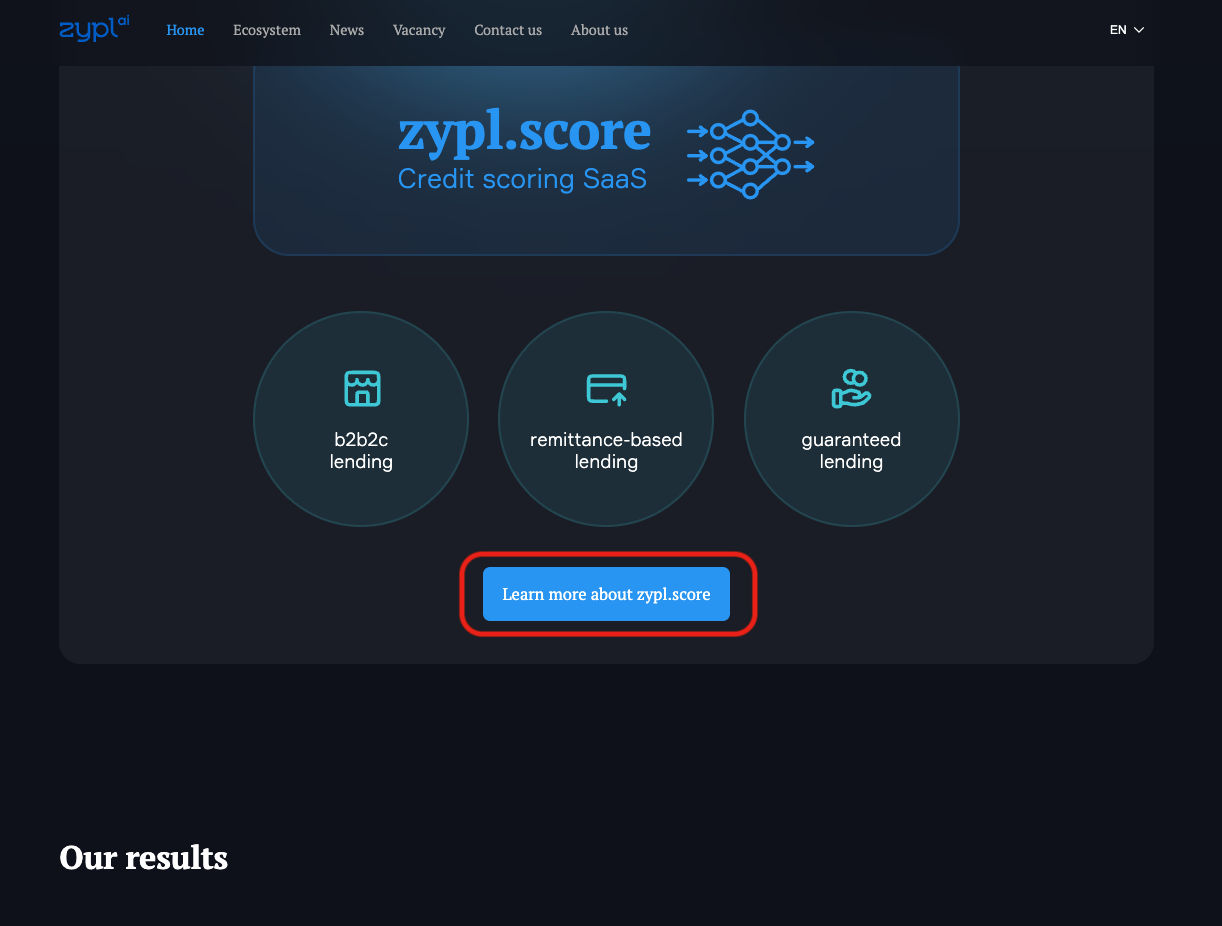 zypl ai
Home Ecosystem News Vacancy Contact us About us EN
zypl.score
Credit scoring SaaS
b2b2c
lending
remittance-based
lending
guaranteed
lending
Learn more about zypl.score
Our results